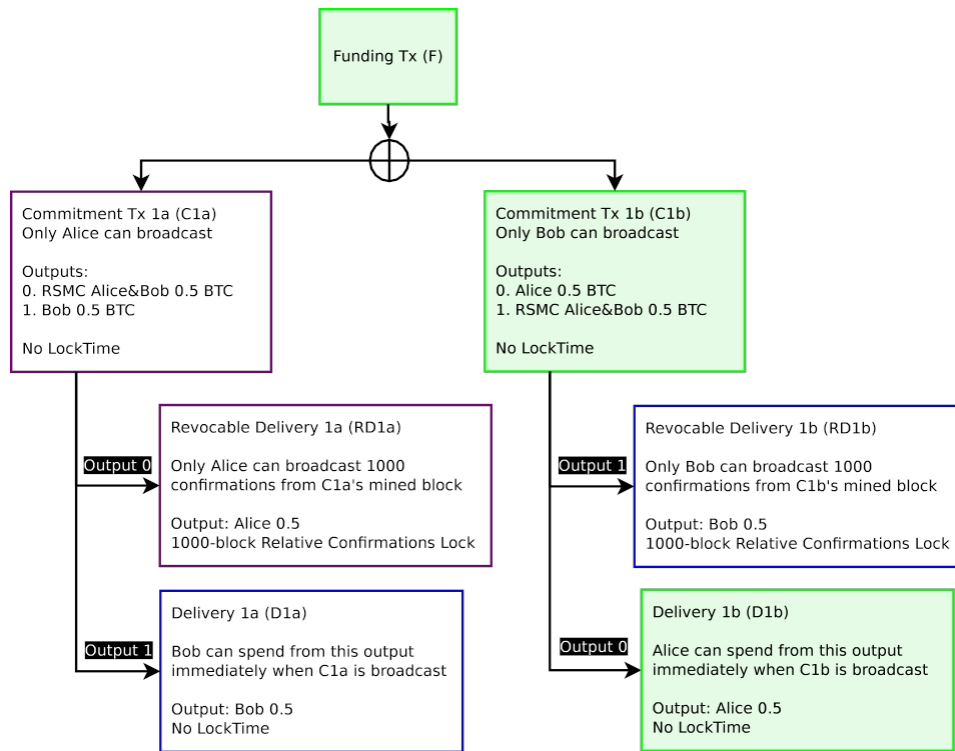 Funding Tx (F)
Commitment Tx 1a (C1a)
Only Alice can broadcast
Outputs:
0. RSMC Alice&Bob 0.5 BTC
1. Bob 0.5 BTC
No LockTime
Commitment Tx 1b (C1b)
Only Bob can broadcast
Outputs:
0. Alice 0.5 BTC
1. RSMC Alice&Bob 0.5 BTC
No LockTime
Output 0
Revocable Delivery 1a (RD1a)
Only Alice can broadcast 1000
confirmations from C1a's mined block
Output: Alice 0.5
1000-block Relative Confirmations Lock
Output 1
Revocable Delivery 1b (RD1b)
Only Bob can broadcast 1000
confirmations from C1b's mined block
Output: Bob 0.5
1000-block Relative Confirmations Lock
Output 1
Delivery 1a (D1a)
Bob can spend from this output
immediately when C1a is broadcast
Output: Bob 0.5
No LockTime
Output 0
Delivery 1b (D1b)
Alice can spend from this output
immediately when C1b is broadcast
Output: Alice 0.5
No LockTime